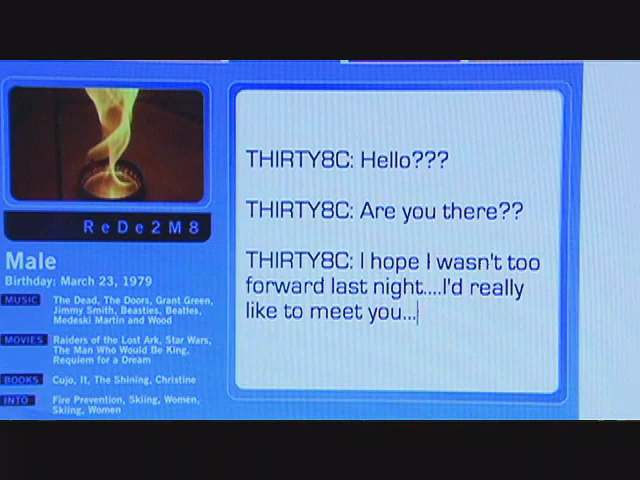 ReDe2M8
Male
Birthday: March 23, 1979
MUSIC The Dead, The Doors, Grant Green,
Jimmy Smith, Beasties, Beatles,
Medeski Martin and Wood
MOVIES Raiders of the Lost Ark, Star Wars,
The Man Who Would Be King,
Requiem for a Dream
BOOKS Cujo, It, The Shining, Christine
INTO Fire Prevention, Skiing, Women,
Skiing, Women
THIRTY8C: Hello???
THIRTY8C: Are you there??
THIRTY8C: I hope I wasn't too
forward last night....I'd really
like to meet you...